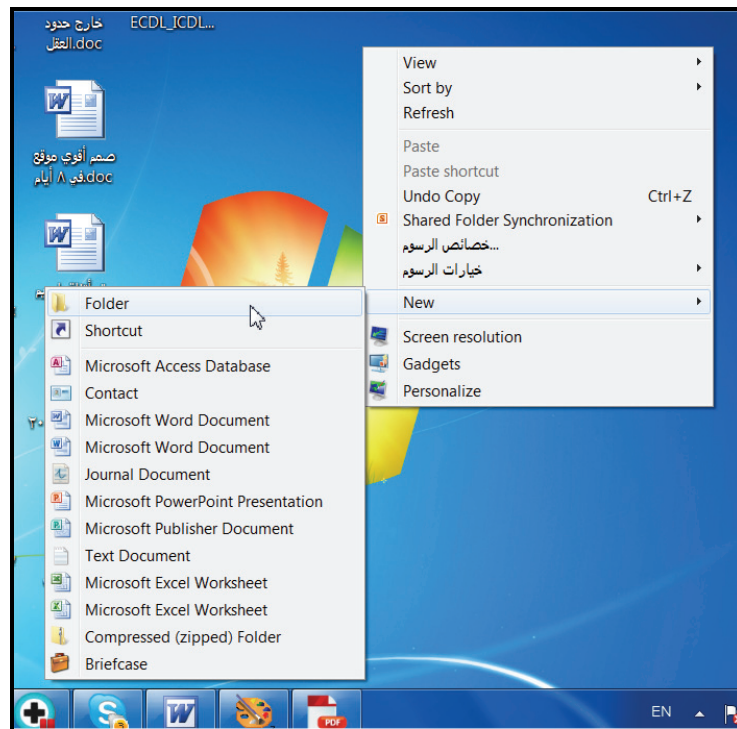 خارج حدود
العقل.doc
ECDL_ICDL...
صمم أقوي موقع
في ٨ أيام.doc
View
Sort by
Refresh
Paste
Paste shortcut
Undo Copy Ctrl+Z
Shared Folder Synchronization
خصائص الرسوم...
خيارات الرسوم
New
Screen resolution
Gadgets
Personalize
Folder
Shortcut
Microsoft Access Database
Contact
Microsoft Word Document
Microsoft Word Document
Journal Document
Microsoft PowerPoint Presentation
Microsoft Publisher Document
Text Document
Microsoft Excel Worksheet
Microsoft Excel Worksheet
Compressed (zipped) Folder
Briefcase
PDF
EN